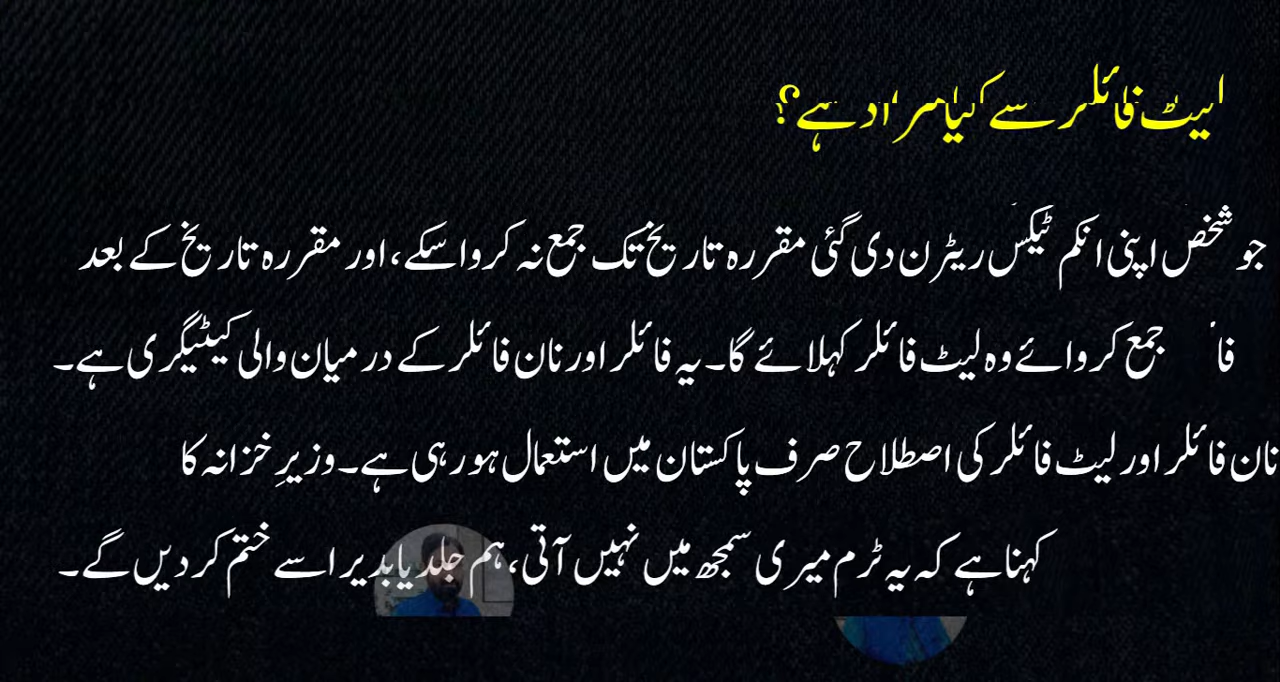 لیٹ فائلر سے کیا مراد ہے؟
جو شخص اپنی انکم ٹیکس ریٹرن دی گئی مقررہ تاریخ تک جمع نہ کروا سکے، اور مقررہ تاریخ کے بعد
جمع کروائے وہ لیٹ فائلر کہلائے گا۔ یہ فائلر اور نان فائلر کے درمیان والی کیٹیگری ہے۔
نان فائلر اور لیٹ فائلر کی اصطلاح صرف پاکستان میں استعمال ہورہی ہے۔ وزیرِ خزانہ کا
کہنا ہے کہ یہ ٹرم میری سمجھ میں نہیں آتی، ہم جلد یا بدیر اسے ختم کر دیں گے۔